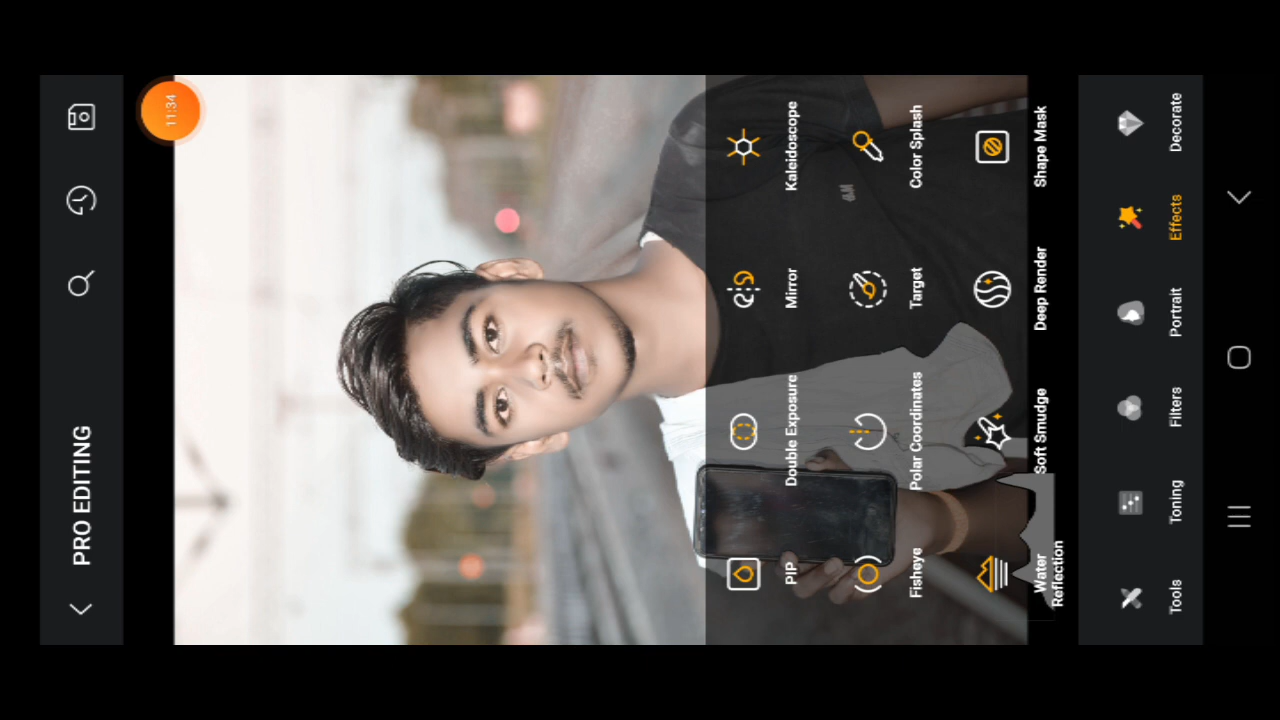 PRO EDITING
11:34
PIP
Double Exposure
Mirror
Kaleidoscope
Fisheye
Polar Coordinates
Target
Color Splash
Water
Reflection
Soft Smudge
Deep Render
Shape Mask
Tools
Toning
Filters
Portrait
Effects
Decorate